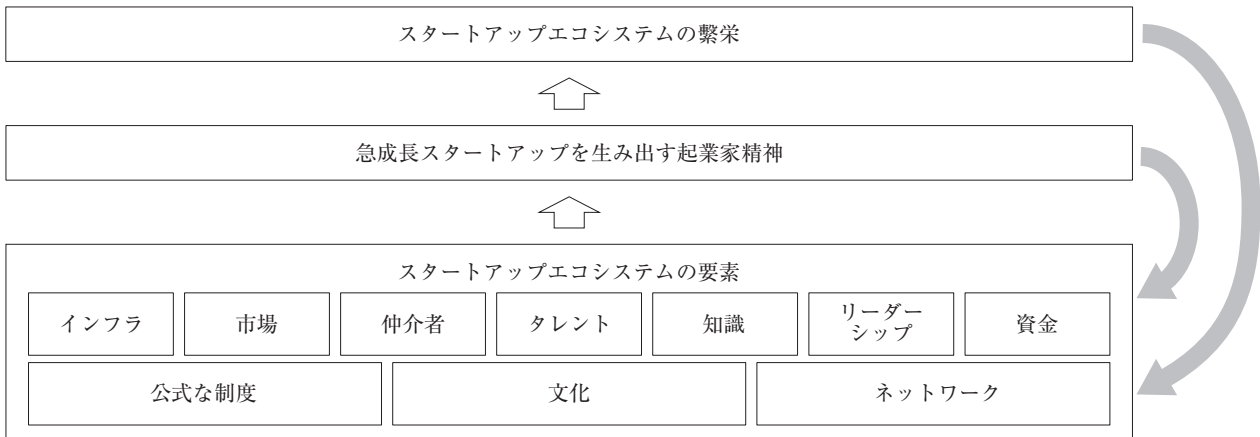 スタートアップエコシステムの繫栄
急成長スタートアップを生み出す起業家精神
スタートアップエコシステムの要素
インフラ
市場
仲介者
タレント
知識
リーダー
シップ
資金
公式な制度
文化
ネットワーク